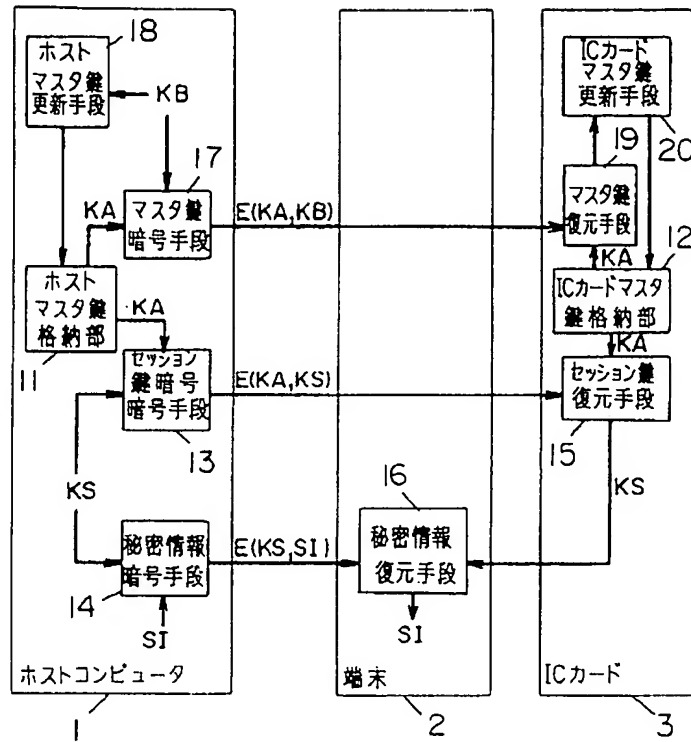 18
ホスト
マスタ鍵
更新手段
KB
17
KA
マスタ鍵
暗号手段
E(KA,KB)
ホスト
マスタ鍵
格納部
11
KA
セッション
鍵暗号
暗号手段
13
E(KA,KS)
KS
秘密情報
暗号手段
14
SI
E(KS,SI)
ホストコンピュータ
1
16
秘密情報
復元手段
SI
端末
2
ICカード
マスタ鍵
更新手段
20
19
マスタ鍵
復元手段
KA
12
ICカードマスタ
鍵格納部
KA
セッション鍵
復元手段
15
KS
ICカード
3